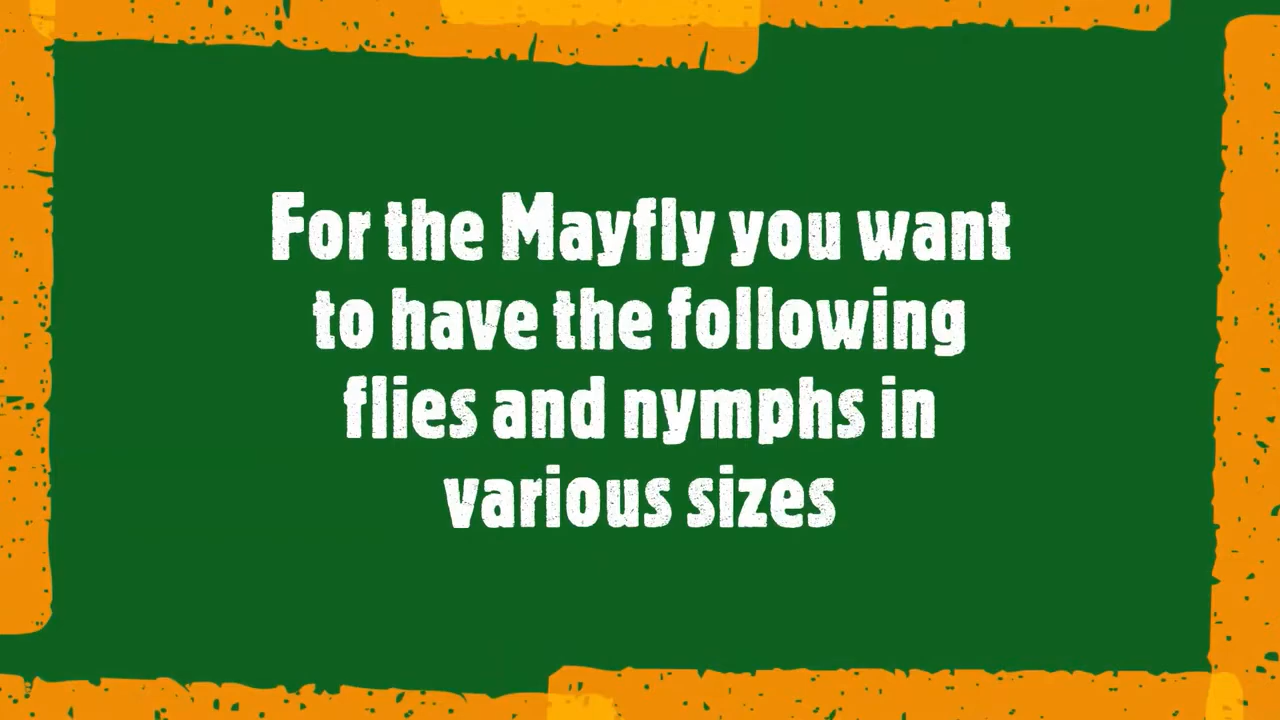 For the Mayfly you want
to have the following
flies and nymphs in
various sizes